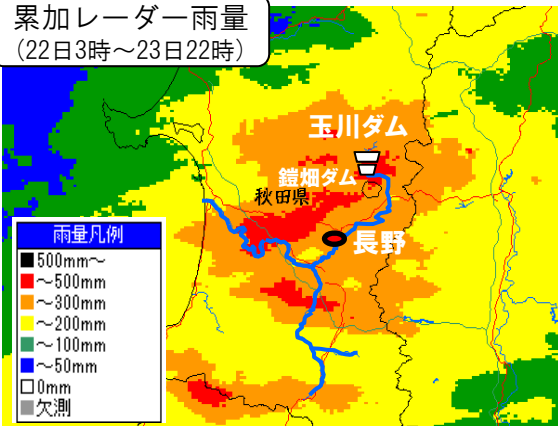 累加レーダー雨量
(22日3時～23日22時)
玉川ダム
鎧畑ダム
秋田県
長野
雨量凡例
500mm～
～500mm
～300mm
～200mm
～100mm
～50mm
0mm
欠測